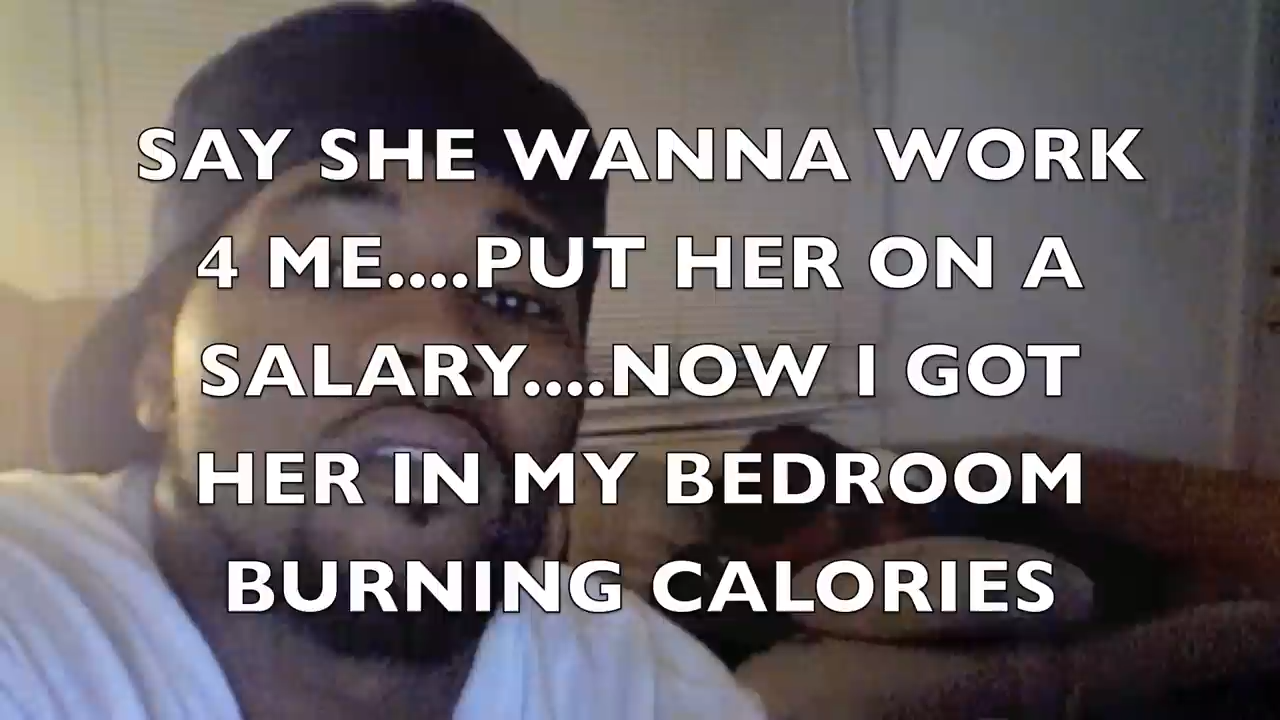 SAY SHE WANNA WORK
4 ME....PUT HER ON A
SALARY....NOW I GOT
HER IN MY BEDROOM
BURNING CALORIES